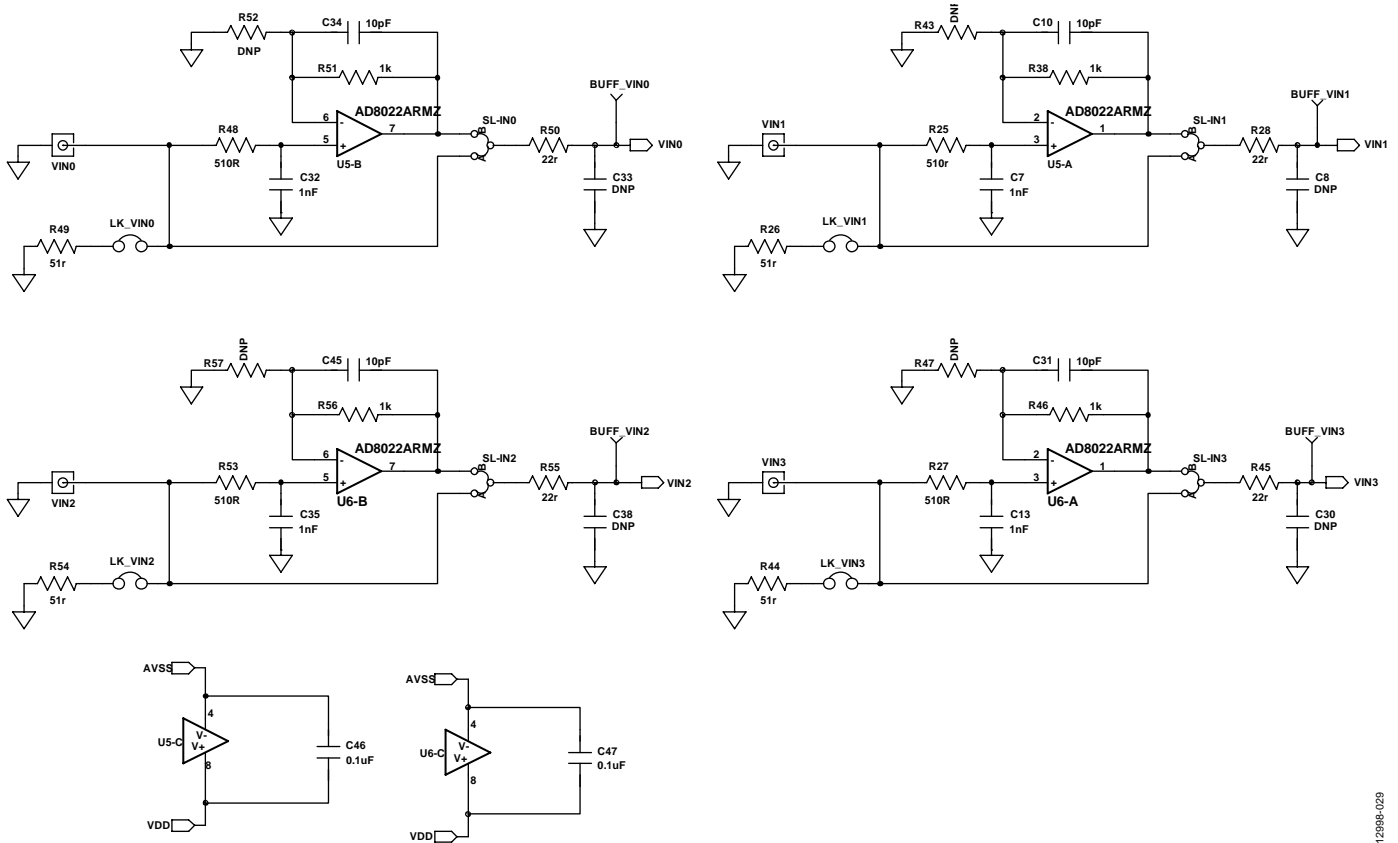 R52
DNP
C34
10pF
R51
1k
AD8022ARMZ
6
-
5
+
7
U5-B
VIN0
R48
510R
C32
1nF
R49
51r
LK_VIN0
SL-IN0
B
A
R50
22r
BUFF_VIN0
VIN0
C33
DNP
R43
C10
10pF
R38
1k
AD8022ARMZ
2
-
3
+
1
U5-A
VIN1
R25
510r
C7
1nF
R26
51r
LK_VIN1
SL-IN1
B
A
R28
22r
BUFF_VIN1
VIN1
C8
DNP
R57
DNP
C45
10pF
R56
1k
AD8022ARMZ
6
-
5
+
7
U6-B
VIN2
R53
510R
C35
1nF
R54
51r
LK_VIN2
SL-IN2
B
A
R55
22r
BUFF_VIN2
VIN2
C38
DNP
R47
DNP
C31
10pF
R46
1k
AD8022ARMZ
2
-
3
+
1
U6-A
VIN3
R27
510R
C13
1nF
R44
51r
LK_VIN3
SL-IN3
B
A
R45
22r
BUFF_VIN3
VIN3
C30
DNP
AVSS
4
U5-C
V-
V+
8
C46
0.1uF
VDD
AVSS
4
U6-C
V-
V+
8
C47
0.1uF
VDD
12998-029